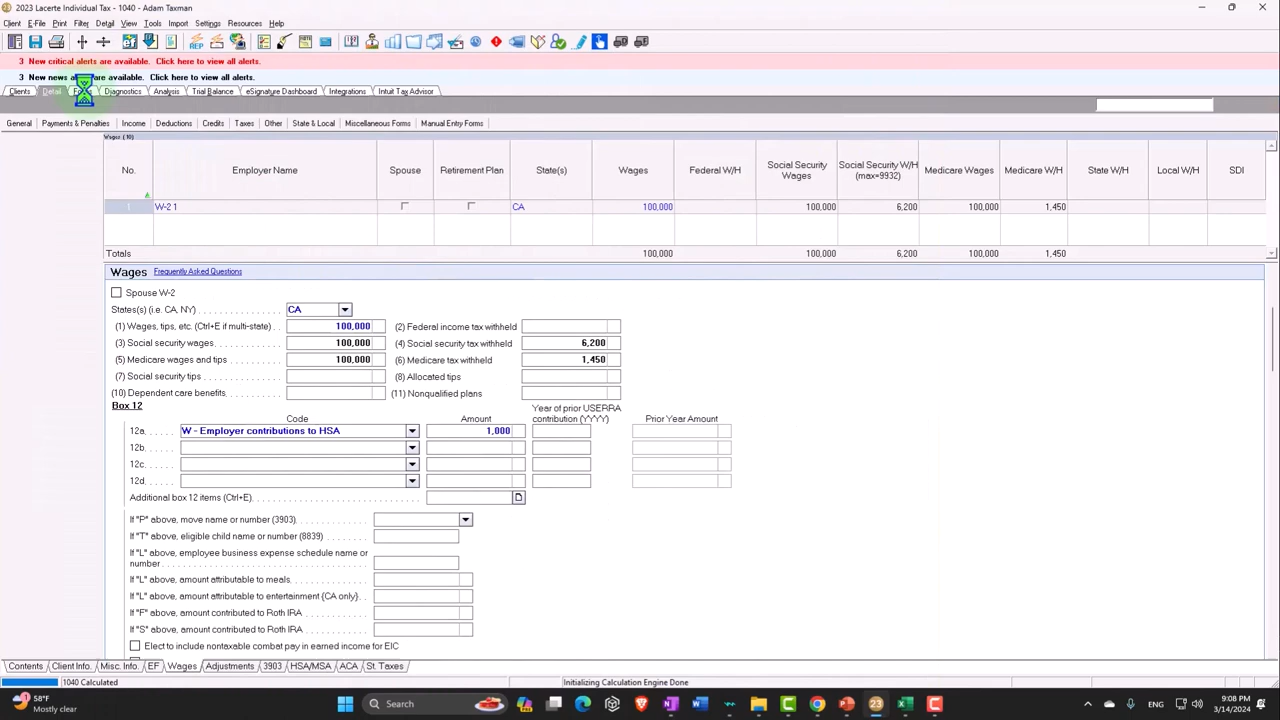 2023 Lacerte Individual Tax - 1040 - Adam Taxman
Client E-File Print Filter Detail View Tools Import Settings Resources Help
3 New critical alerts are available. Click here to view all alerts.
3 New news are available. Click here to view all alerts.
Clients Detail Diagnostics Analysis Trial Balance eSignature Dashboard Integrations Intuit Tax Advisor
General Payments & Penalties Income Deductions Credits Taxes Other State & Local Miscellaneous Forms Manual Entry Forms
Wages (10)
No. Employer Name Spouse Retirement Plan State(s) Wages Federal W/H Social Security Wages Social Security W/H (max=9932) Medicare Wages Medicare W/H State W/H Local W/H SDI
1 W-2 1 CA 100,000 100,000 6,200 100,000 1,450
Totals 100,000 100,000 6,200 100,000 1,450
Wages Frequently Asked Questions
Spouse W-2
States(s) (i.e. CA, NY) CA
(1) Wages, tips, etc. (Ctrl+E if multi-state) 100,000 (2) Federal income tax withheld
(3) Social security wages 100,000 (4) Social security tax withheld 6,200
(5) Medicare wages and tips 100,000 (6) Medicare tax withheld 1,450
(7) Social security tips (8) Allocated tips
(10) Dependent care benefits (11) Nonqualified plans
Box 12
Code Amount Year of prior USERRA contribution (YYYY) Prior Year Amount
12a. W - Employer contributions to HSA 1,000
12b.
12c.
12d.
Additional box 12 items (Ctrl+E)
If "P" above, move name or number (3903)
If "T" above, eligible child name or number (8839)
If "L" above, employee business expense schedule name or
number
If "L" above, amount attributable to meals
If "L" above, amount attributable to entertainment {CA only}
If "F" above, amount contributed to Roth IRA
If "S" above, amount contributed to Roth IRA
Elect to include nontaxable combat pay in earned income for EIC
Contents Client Info. Misc. Info. EF Wages Adjustments 3903 HSA/MSA ACA St. Taxes
1040 Calculated Initializing Calculation Engine Done
58°F
Mostly clear
Search
ENG
9:08 PM
3/14/2024